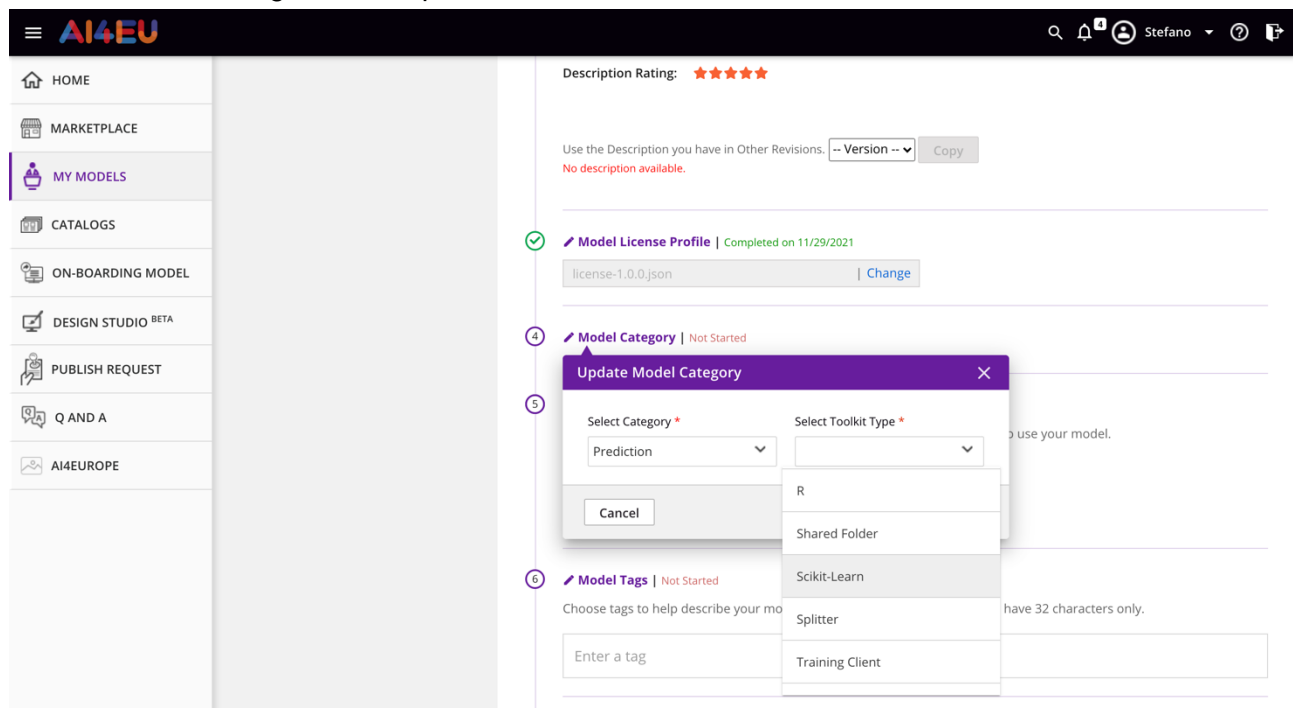 AI4EU
4
Stefano
HOME
MARKETPLACE
MY MODELS
CATALOGS
ON-BOARDING MODEL
DESIGN STUDIO BETA
PUBLISH REQUEST
Q AND A
AI4EUROPE
Description Rating:
Use the Description you have in Other Revisions. -- Version -- Copy
No description available.
Model License Profile | Completed on 11/29/2021
license-1.0.0.json | Change
4 Model Category | Not Started
Update Model Category
5
Select Category * Select Toolkit Type *
o use your model.
Prediction
R
Cancel
Shared Folder
Scikit-Learn
6 Model Tags | Not Started
Choose tags to help describe your mo have 32 characters only.
Splitter
Enter a tag
Training Client